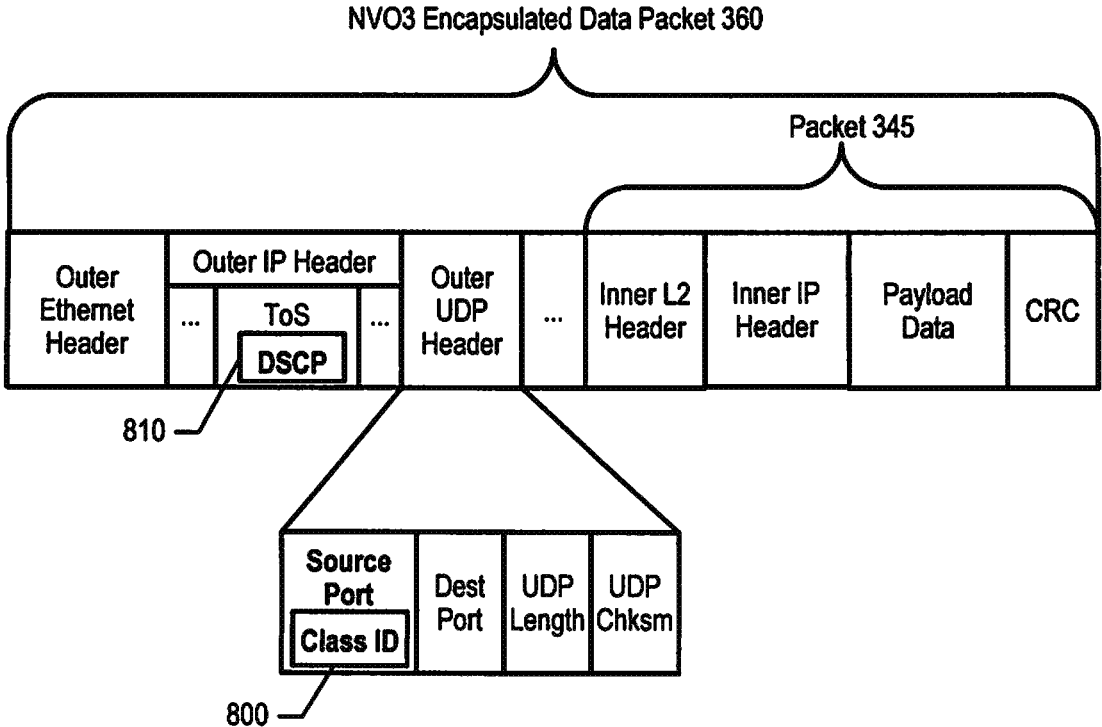 NVO3 Encapsulated Data Packet 360
Packet 345
Outer
Ethernet
Header
Outer IP Header
...
ToS
DSCP
...
Outer
UDP
Header
...
Inner L2
Header
Inner IP
Header
Payload
Data
CRC
810
Source
Port
Class ID
Dest
Port
UDP
Length
UDP
Chksm
800